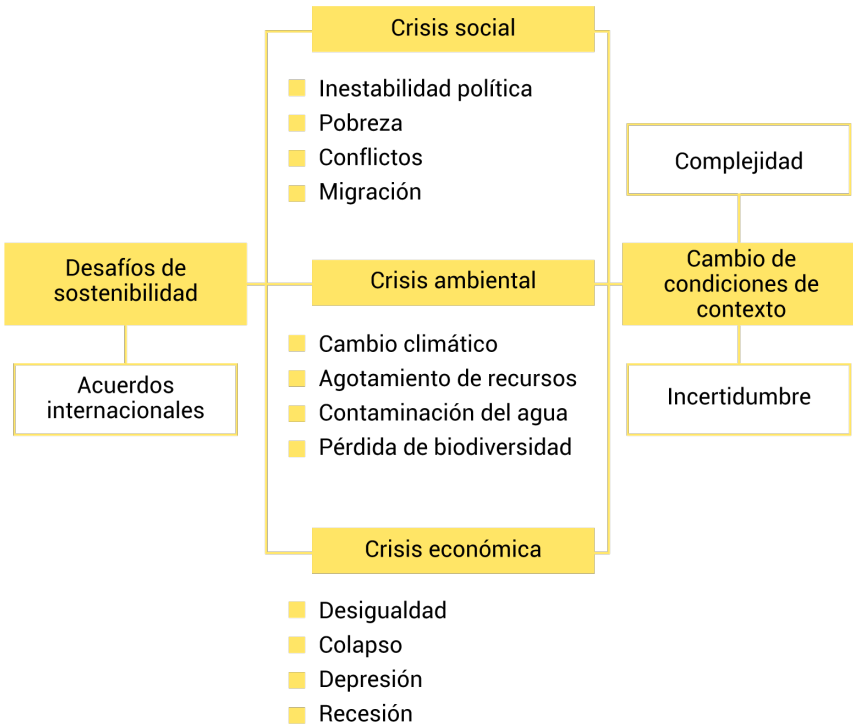 Crisis social
Inestabilidad política
Pobreza
Conflictos
Migración
Complejidad
Desafíos de
sostenibilidad
Acuerdos
internacionales
Crisis ambiental
Cambio climático
Agotamiento de recursos
Contaminación del agua
Pérdida de biodiversidad
Cambio de
condiciones de
contexto
Incertidumbre
Crisis económica
Desigualdad
Colapso
Depresión
Recesión